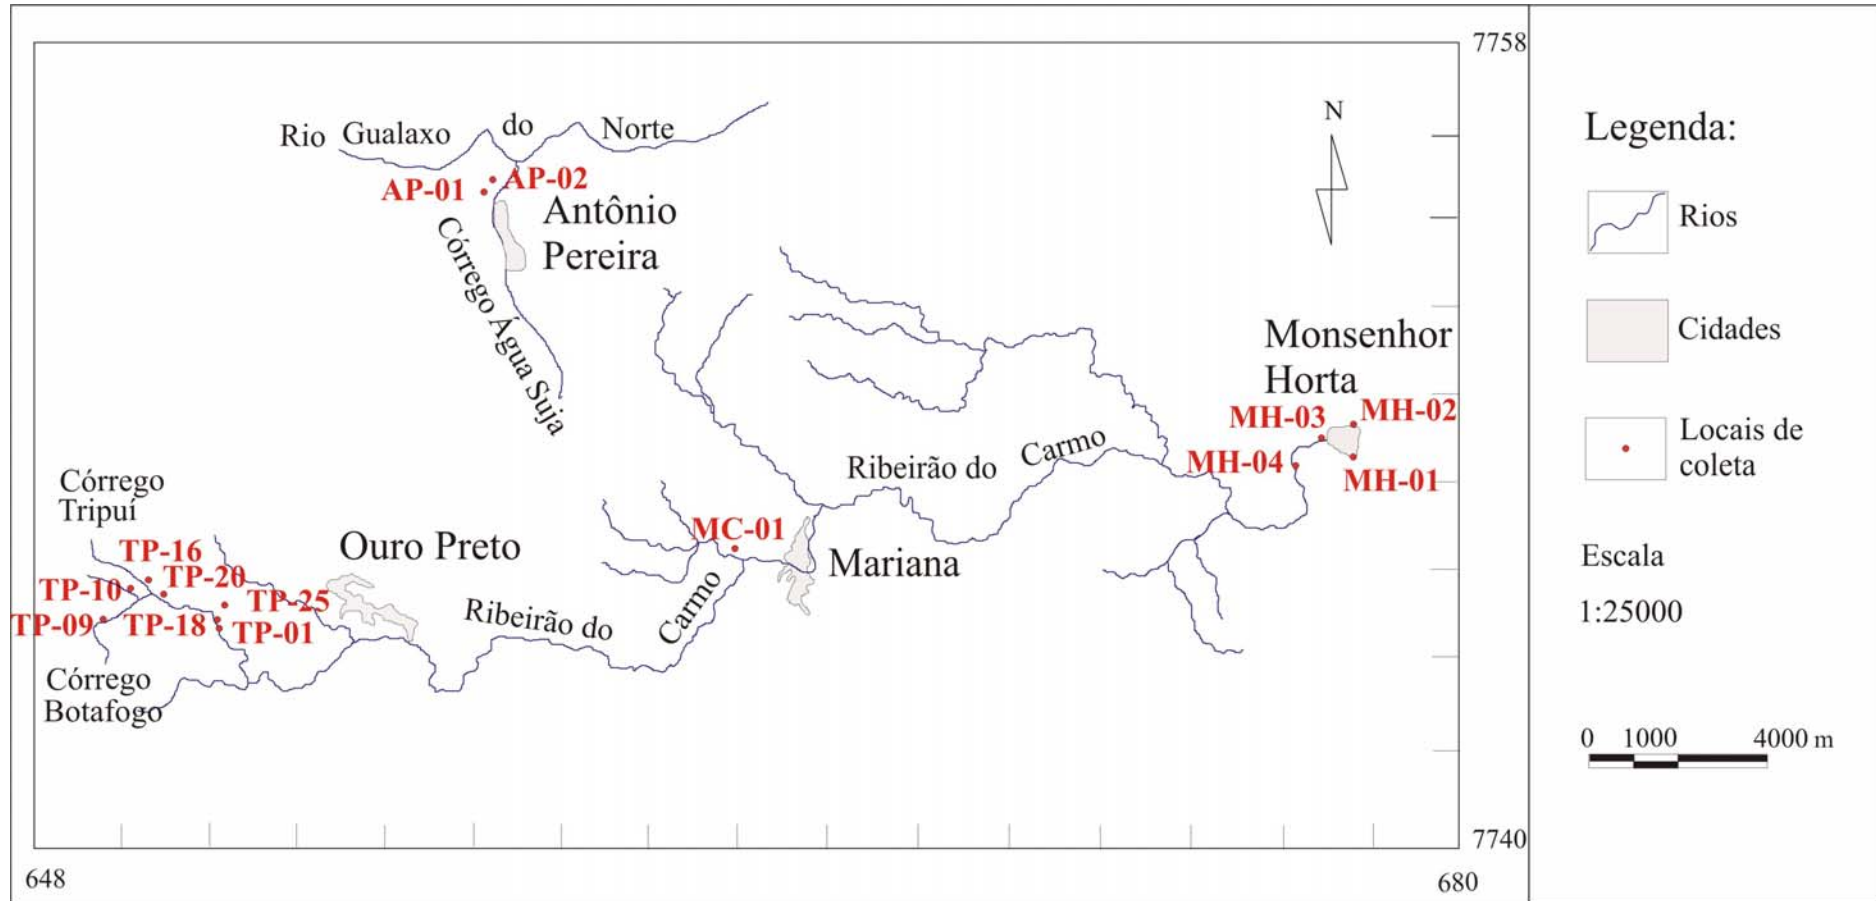 7758
N
Rio Gualaxo do Norte
AP-01
AP-02
Antônio
Pereira
Córrego Água Suja
Monsenhor
Horta
MH-03
MH-02
MH-04
MH-01
Ribeirão do Carmo
Córrego
Tripuí
TP-16
TP-20
TP-10
TP-25
TP-09
TP-18
TP-01
Ouro Preto
MC-01
Mariana
Ribeirão do Carmo
Córrego
Botafogo
7740
648
680
Legenda:
Rios
Cidades
Locais de
coleta
Escala
1:25000
0 1000 4000 m